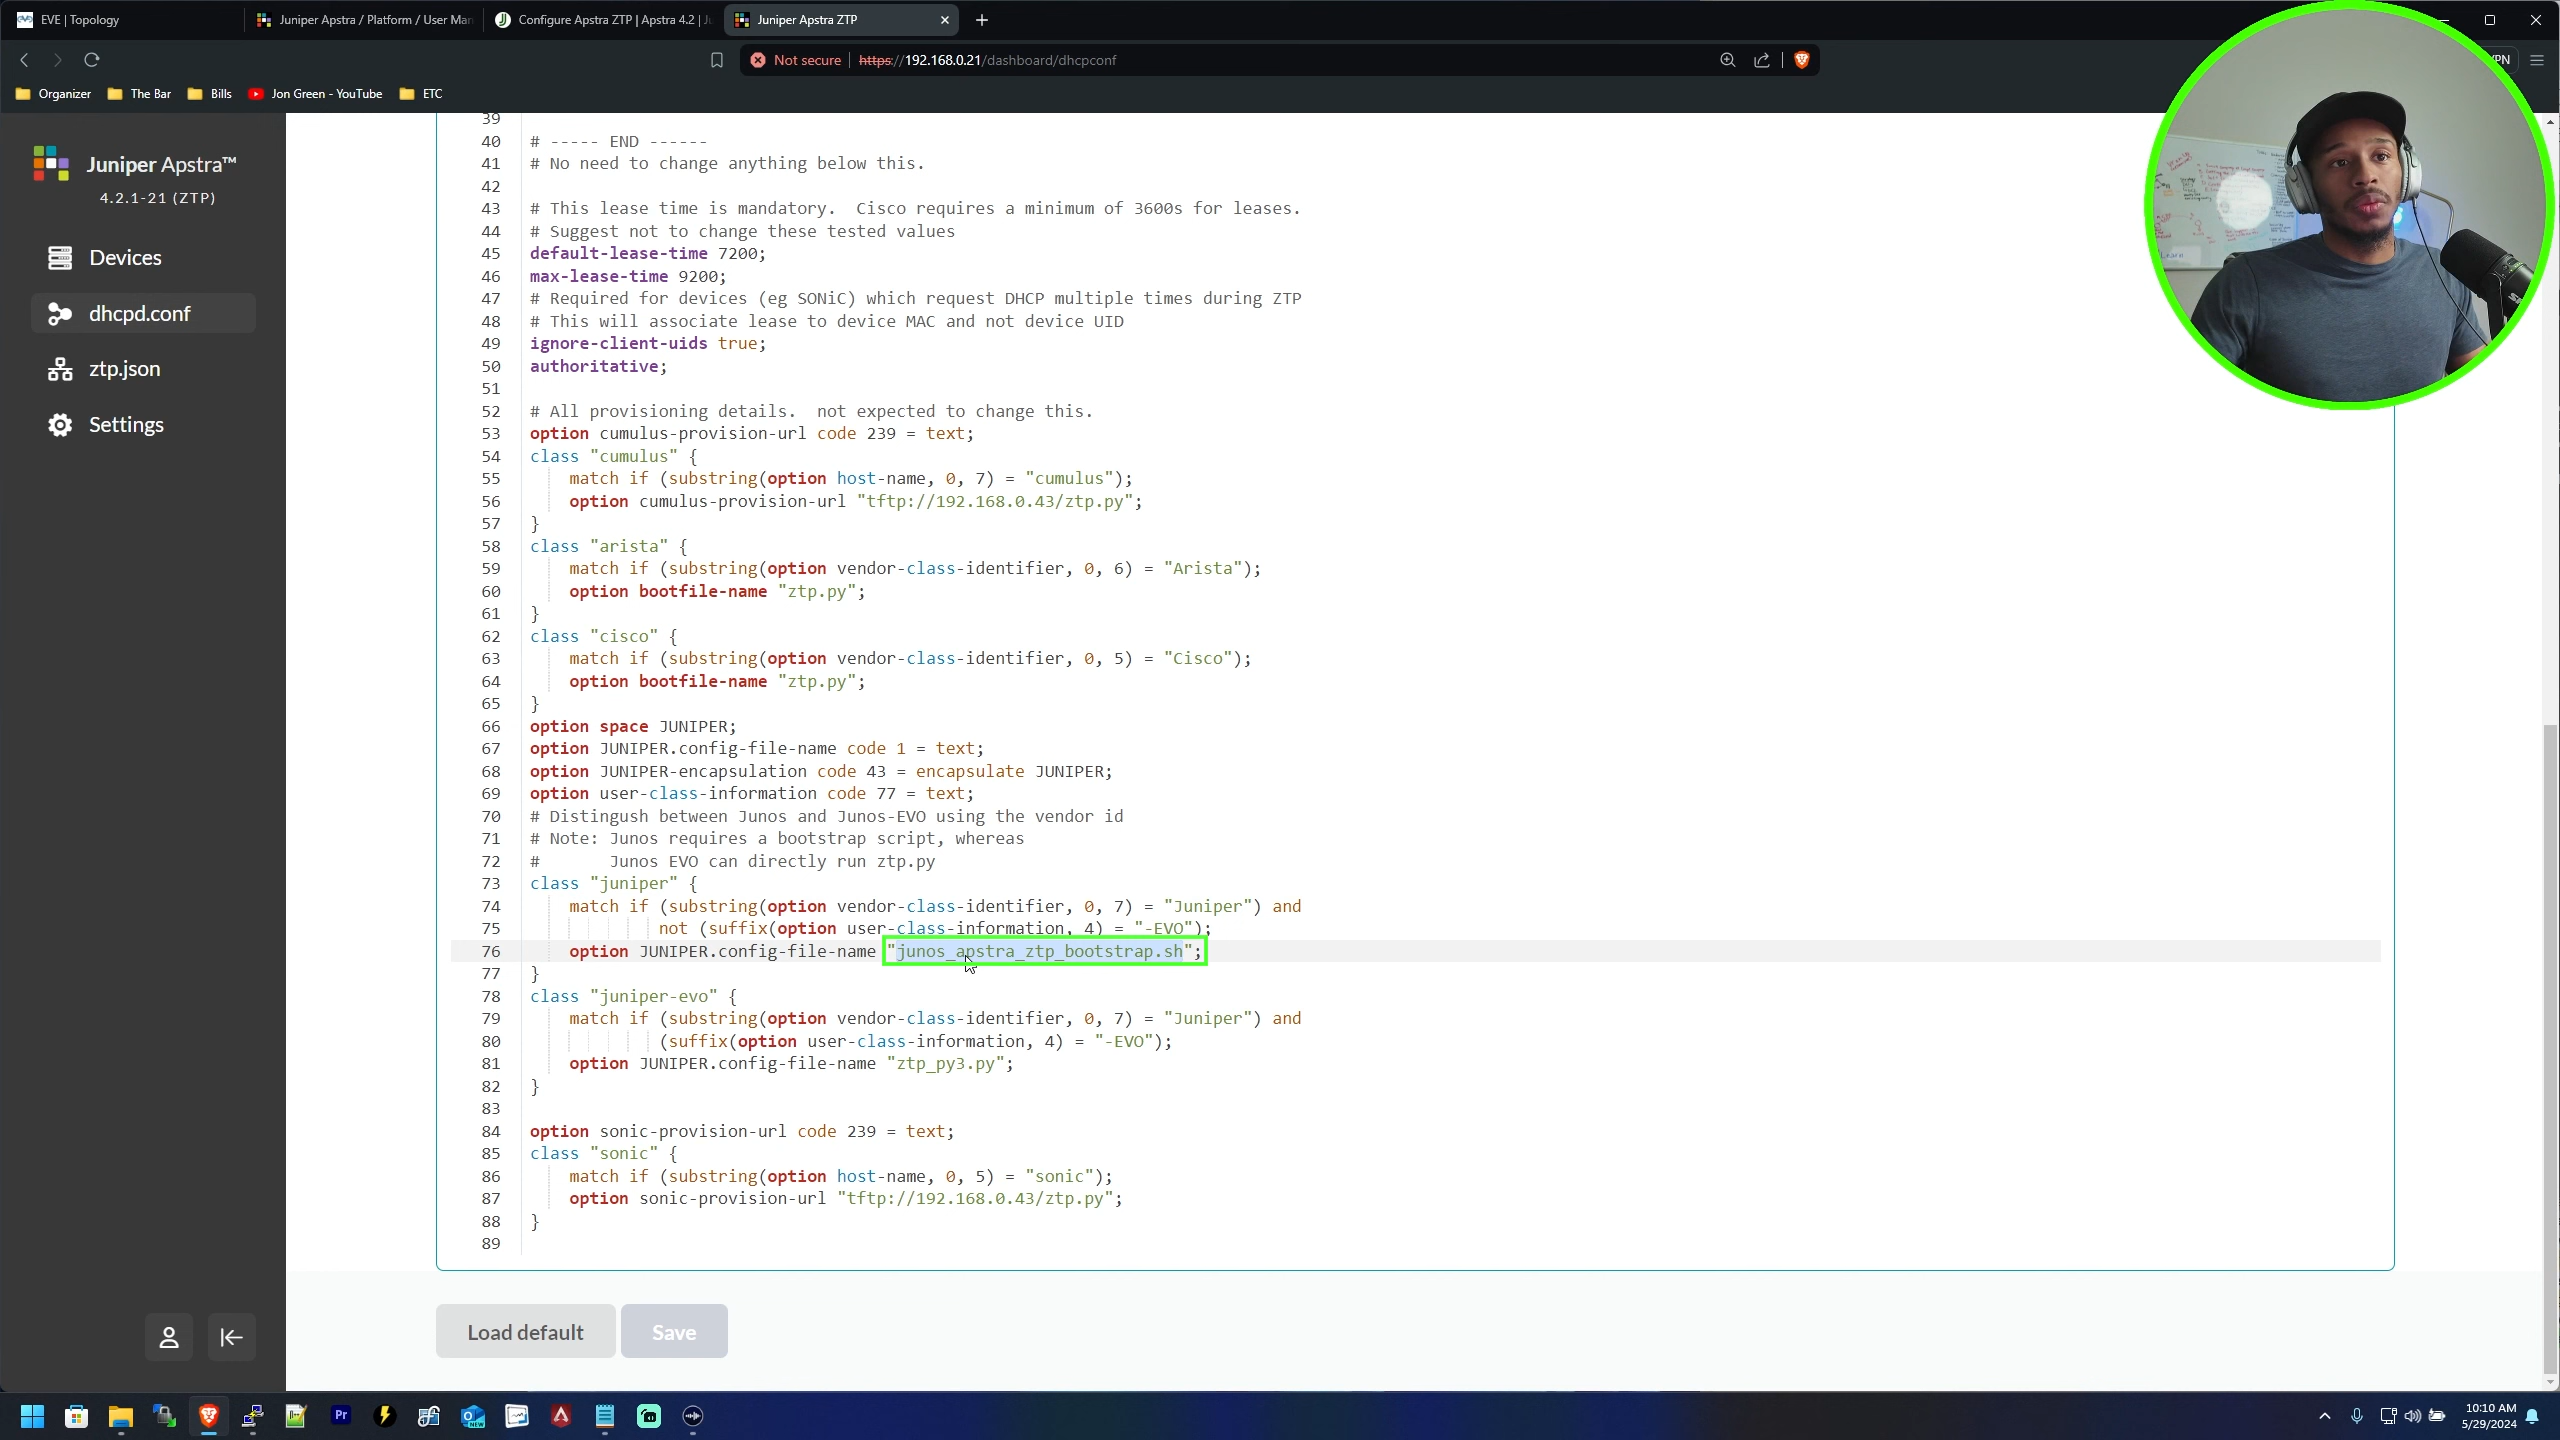 EVE | Topology
Juniper Apstra / Platform / User Man
Configure Apstra ZTP | Apstra 4.2 | Ju
Juniper Apstra ZTP
Not secure
https://192.168.0.21/dashboard/dhcpconf
VPN
Organizer
The Bar
Bills
Jon Green - YouTube
ETC
Juniper Apstra™
4.2.1-21 (ZTP)
Devices
dhcpd.conf
ztp.json
Settings
39
40 # ----- END ------
41 # No need to change anything below this.
42
43 # This lease time is mandatory.  Cisco requires a minimum of 3600s for leases.
44 # Suggest not to change these tested values
45 default-lease-time 7200;
46 max-lease-time 9200;
47 # Required for devices (eg SONiC) which request DHCP multiple times during ZTP
48 # This will associate lease to device MAC and not device UID
49 ignore-client-uids true;
50 authoritative;
51
52 # All provisioning details.  not expected to change this.
53 option cumulus-provision-url code 239 = text;
54 class "cumulus" {
55 match if (substring(option host-name, 0, 7) = "cumulus");
56 option cumulus-provision-url "tftp://192.168.0.43/ztp.py";
57 }
58 class "arista" {
59 match if (substring(option vendor-class-identifier, 0, 6) = "Arista");
60 option bootfile-name "ztp.py";
61 }
62 class "cisco" {
63 match if (substring(option vendor-class-identifier, 0, 5) = "Cisco");
64 option bootfile-name "ztp.py";
65 }
66 option space JUNIPER;
67 option JUNIPER.config-file-name code 1 = text;
68 option JUNIPER-encapsulation code 43 = encapsulate JUNIPER;
69 option user-class-information code 77 = text;
70 # Distingush between Junos and Junos-EVO using the vendor id
71 # Note: Junos requires a bootstrap script, whereas
72 #       Junos EVO can directly run ztp.py
73 class "juniper" {
74 match if (substring(option vendor-class-identifier, 0, 7) = "Juniper") and
75 not (suffix(option user-class-information, 4) = "-EVO");
76 option JUNIPER.config-file-name "junos_apstra_ztp_bootstrap.sh";
77 }
78 class "juniper-evo" {
79 match if (substring(option vendor-class-identifier, 0, 7) = "Juniper") and
80 (suffix(option user-class-information, 4) = "-EVO");
81 option JUNIPER.config-file-name "ztp_py3.py";
82 }
83
84 option sonic-provision-url code 239 = text;
85 class "sonic" {
86 match if (substring(option host-name, 0, 5) = "sonic");
87 option sonic-provision-url "tftp://192.168.0.43/ztp.py";
88 }
89
Load default
Save
Pr
NEW
10:10 AM
5/29/2024